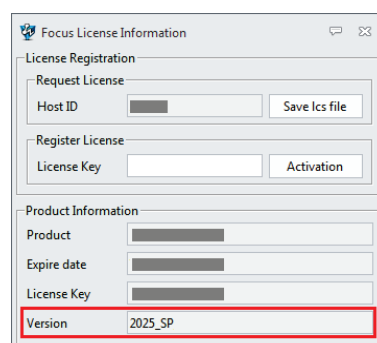 Focus License Information
License Registration
Request License
Host ID
Save lcs file
Register License
License Key
Activation
Product Information
Product
Expire date
License Key
Version 2025_SP